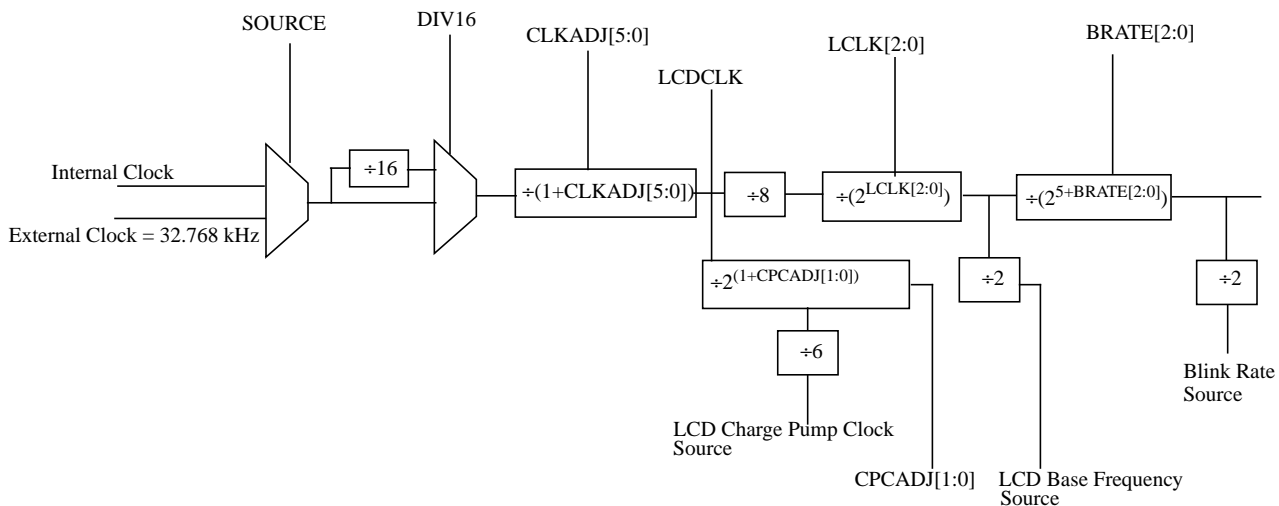 SOURCE
DIV16
CLKADJ[5:0]
LCDCLK
LCLK[2:0]
BRATE[2:0]
Internal Clock
External Clock = 32.768 kHz
÷16
÷(1+CLKADJ[5:0])
÷8
÷(2^LCLK[2:0])
÷(2^5+BRATE[2:0])
÷2^(1+CPCADJ[1:0])
÷2
÷2
÷6
LCD Charge Pump Clock
Source
CPCADJ[1:0]
LCD Base Frequency
Source
Blink Rate
Source